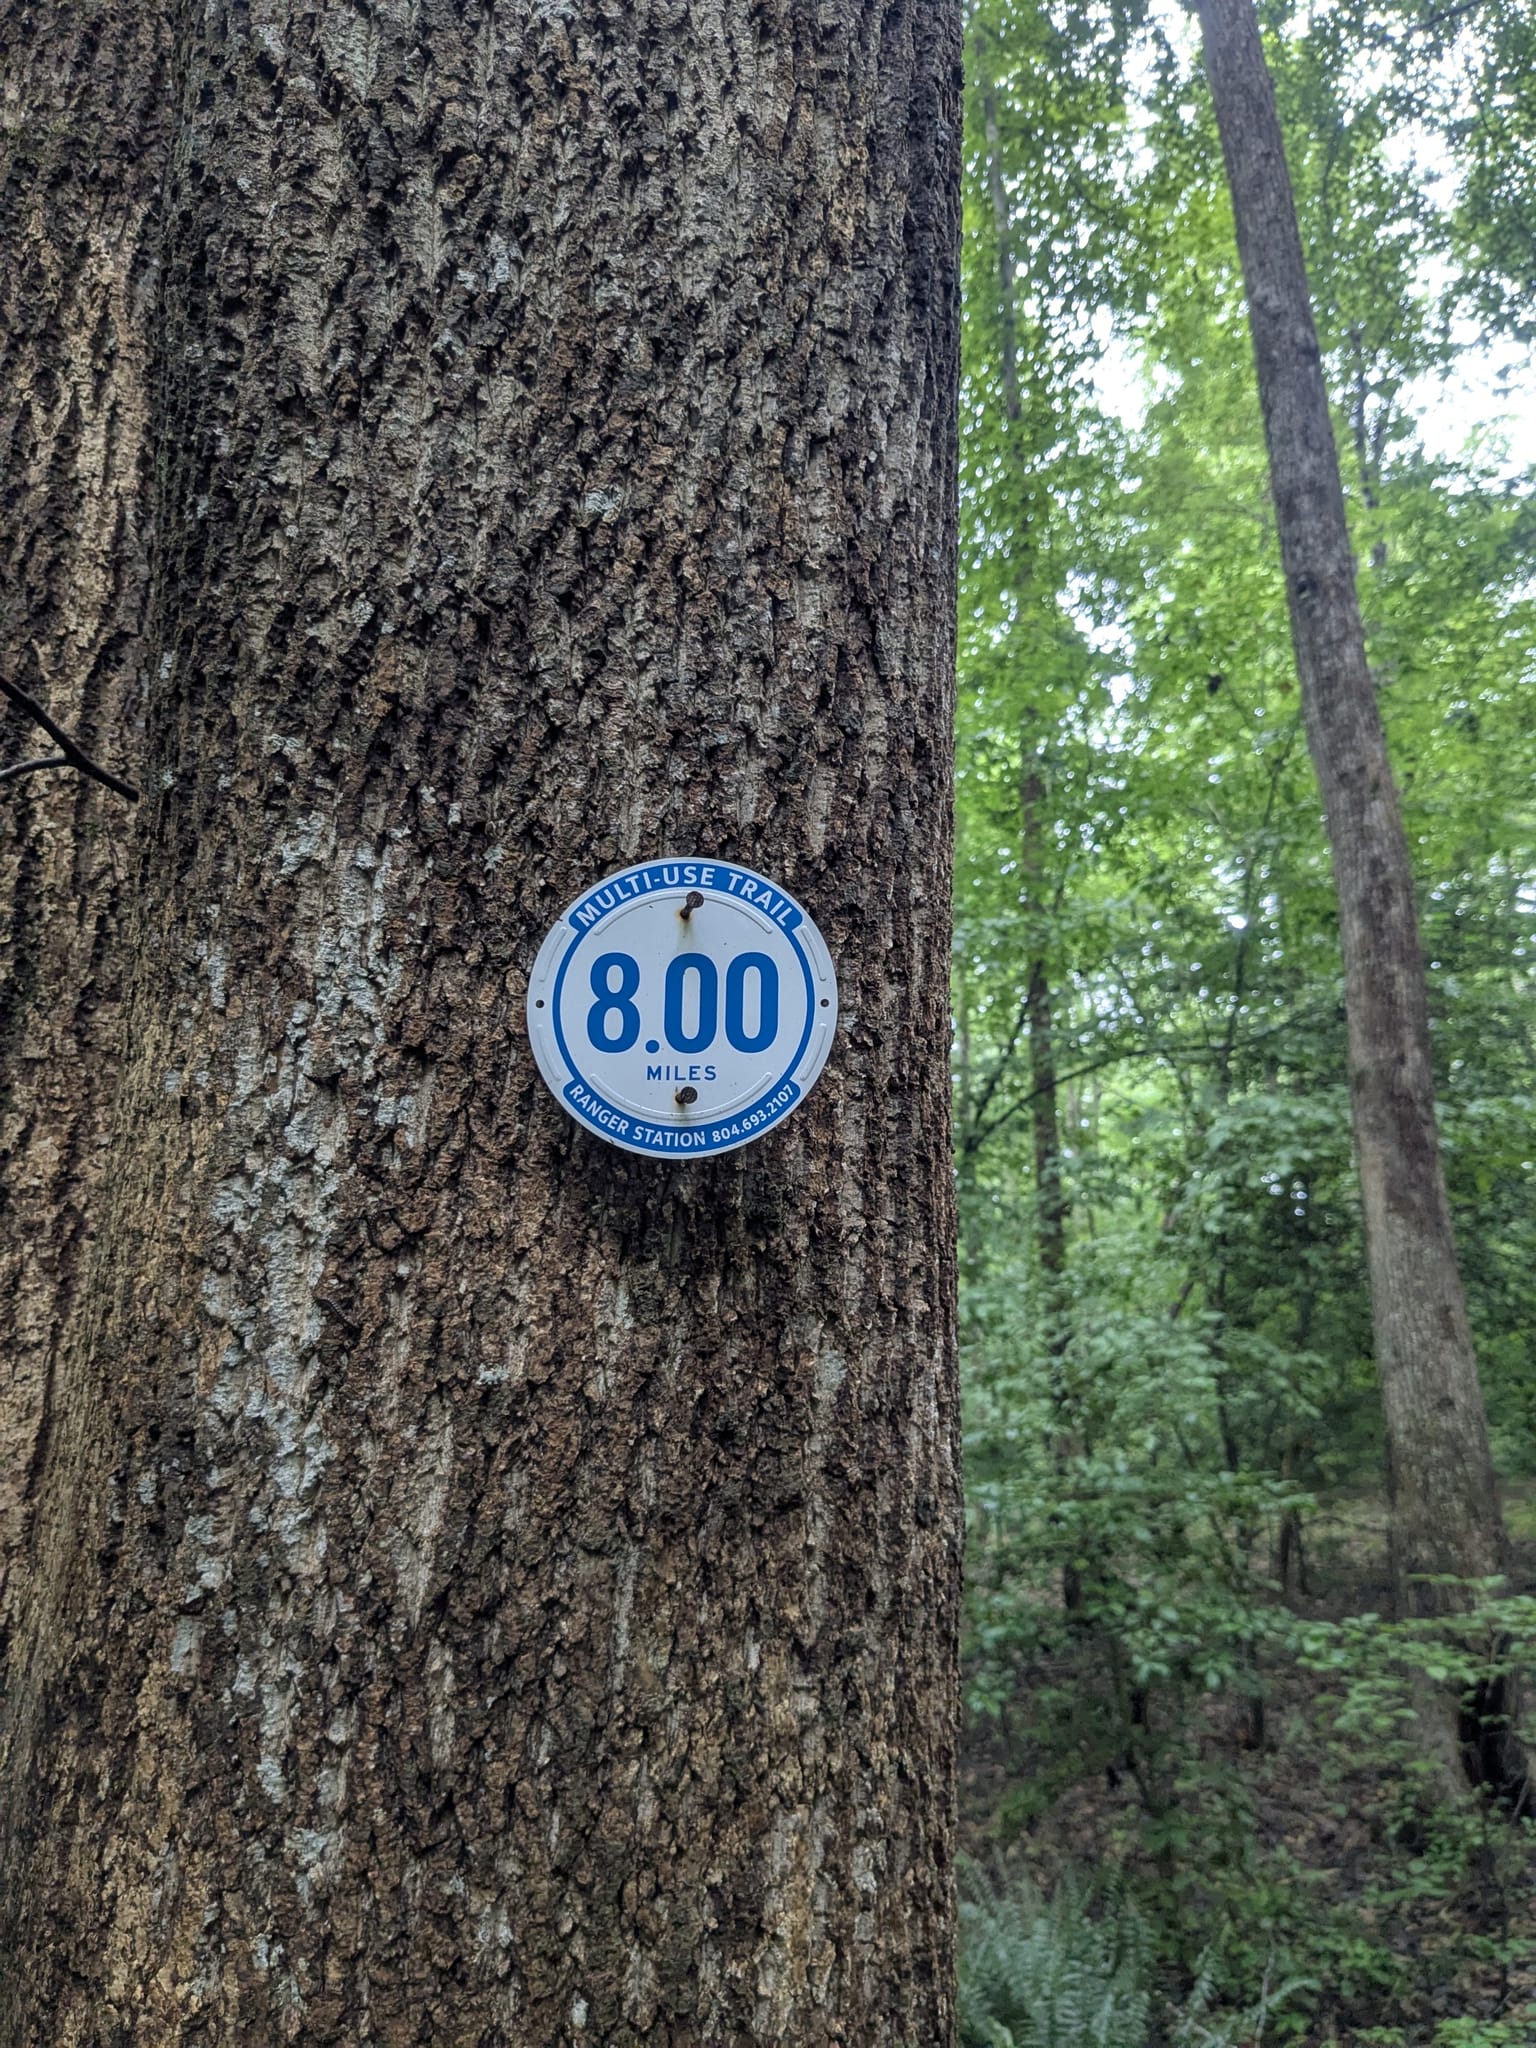 MULTI-USE TRAIL
8.00
MILES
RANGER STATION 804.693.2107